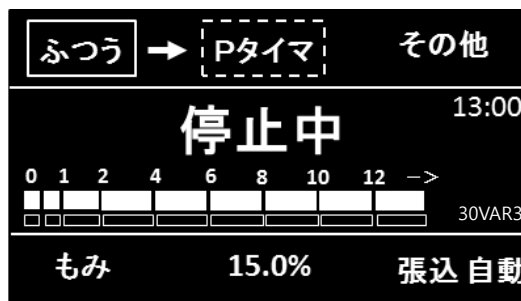 ふつう → Pタイマ その他
13:00
停止中
0 1 2 4 6 8 10 12 -->
30VAR3
もみ 15.0% 張込 自動